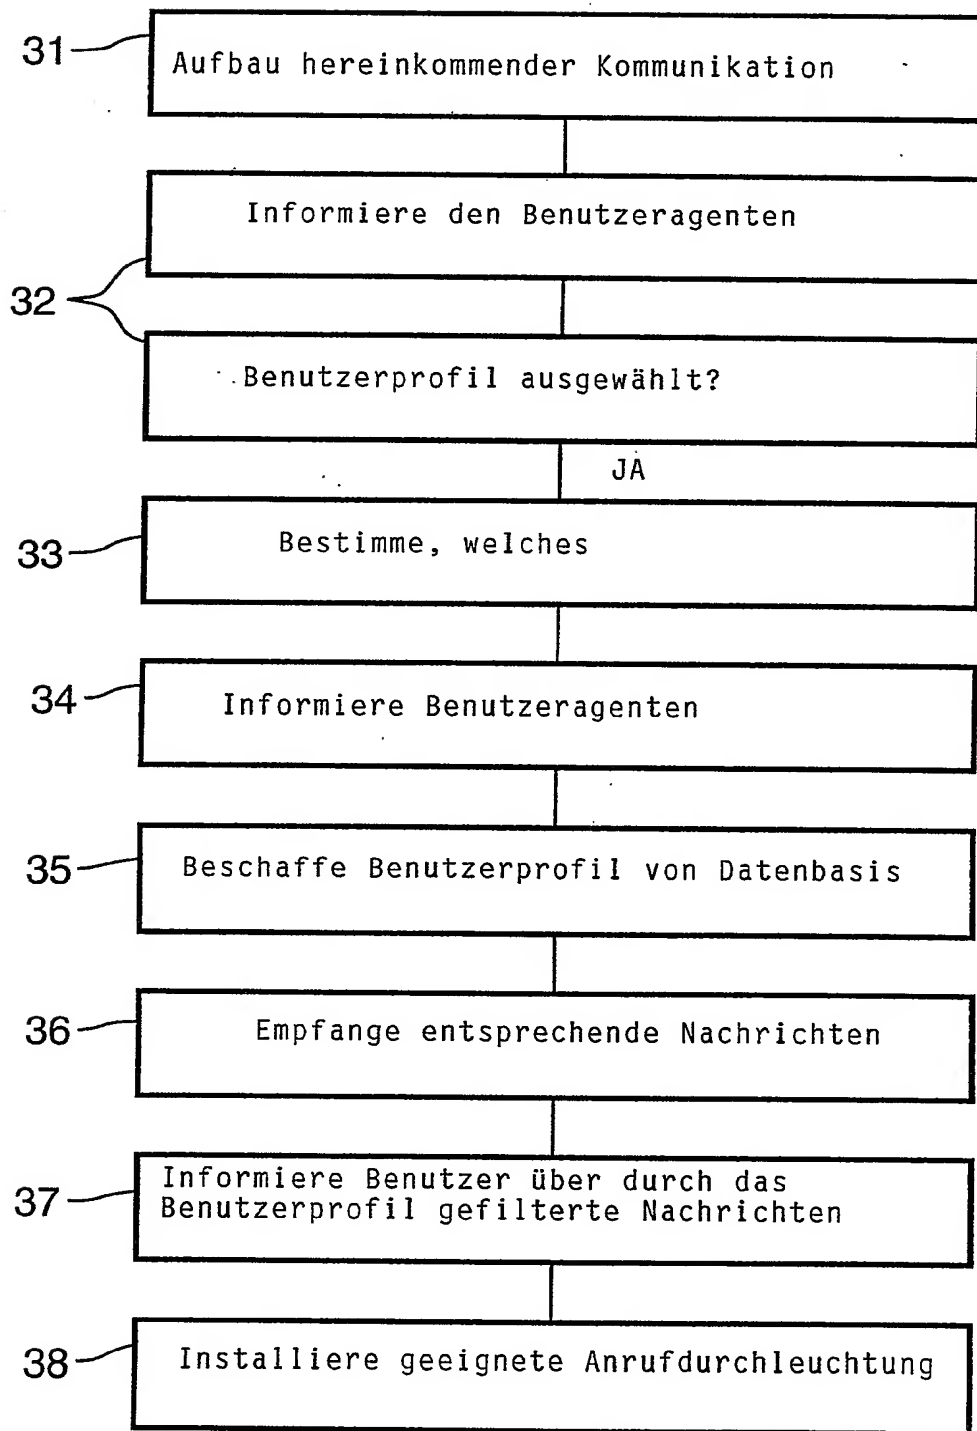 31
Aufbau hereinkommender Kommunikation
Informiere den Benutzeragenten
32
Benutzerprofil ausgewählt?
JA
33
Bestimme, welches
34
Informiere Benutzeragenten
35
Beschaffe Benutzerprofil von Datenbasis
36
Empfange entsprechende Nachrichten
37
Informiere Benutzer über durch das
Benutzerprofil gefilterte Nachrichten
38
Installiere geeignete Anrufdurchleuchtung